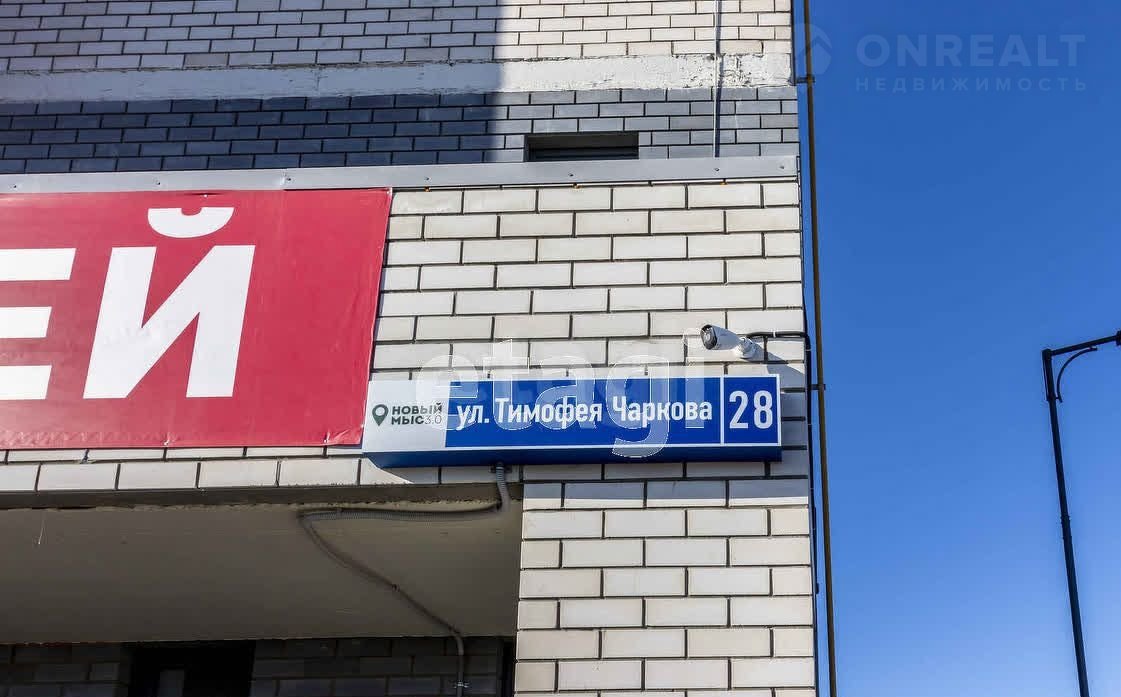 ONREALT
НЕДВИЖИМОСТЬ
ЕЙ
НОВЫЙ
МЫС 3.0
ул. Тимофея Чаркова 28
etagi